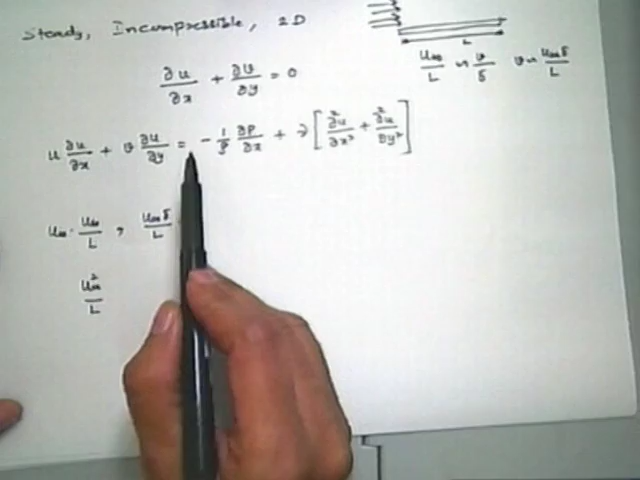 Steady, Incompressible, 2D
L
∂u/∂x + ∂v/∂y = 0
u∞/L ~ v/δ   v ~ u∞δ/L
u ∂u/∂x + v ∂u/∂y = - 1/ρ ∂P/∂x + ν [ ∂²u/∂x² + ∂²u/∂y² ]
u∞ · u∞/L , u∞δ/L
u∞²/L